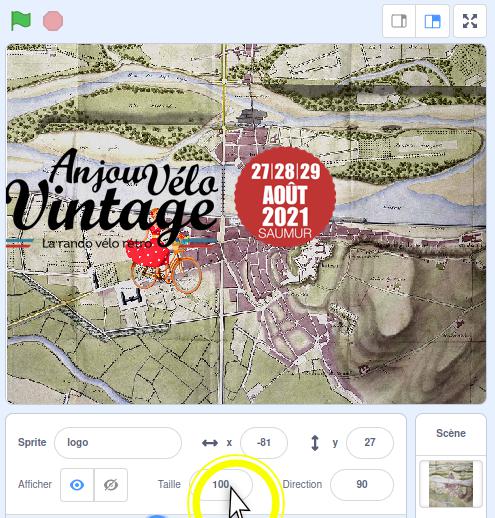 Anjou Vélo
Vintage
La rando vélo rétro
27|28|29
AOÛT
2021
SAUMUR
Sprite logo x -81 y 27
Afficher Taille 100 Direction 90
Scène